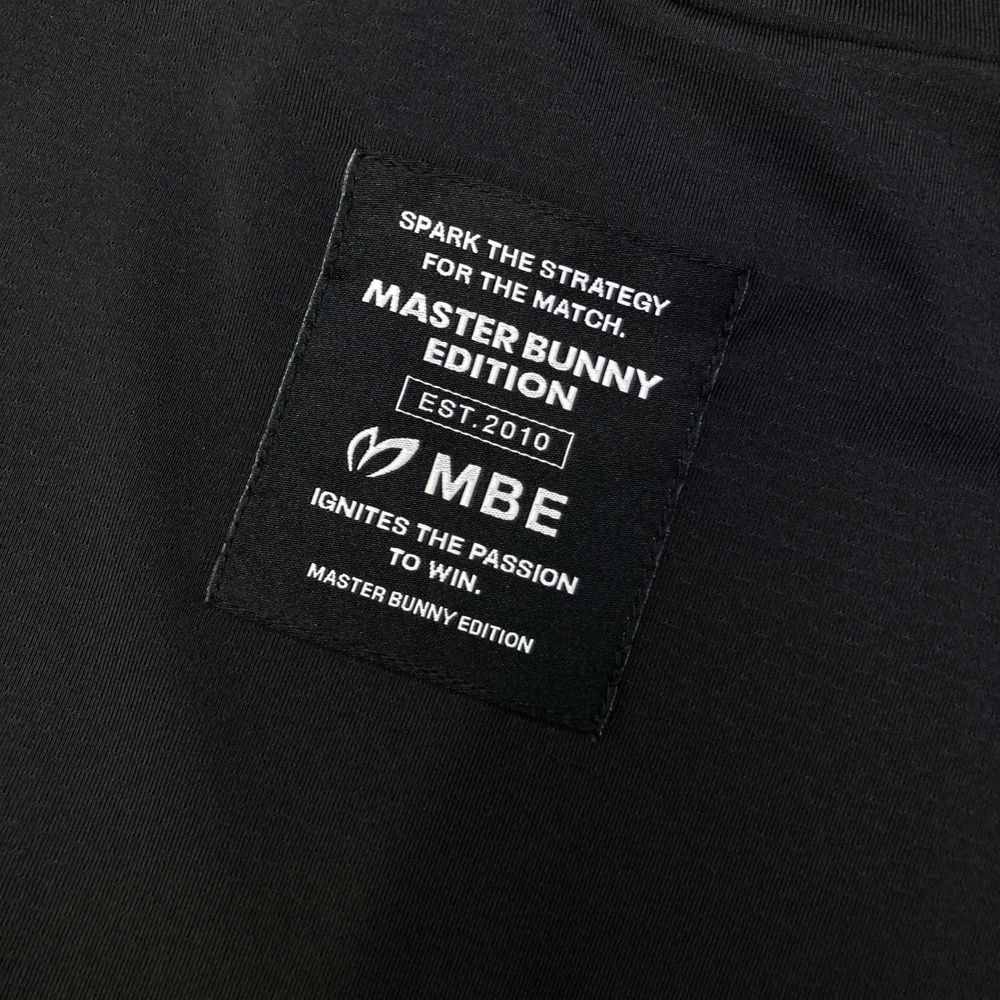 SPARK THE STRATEGY
FOR THE MATCH.
MASTER BUNNY
EDITION
EST.2010
MBE
IGNITES THE PASSION
TO WIN.
MASTER BUNNY EDITION